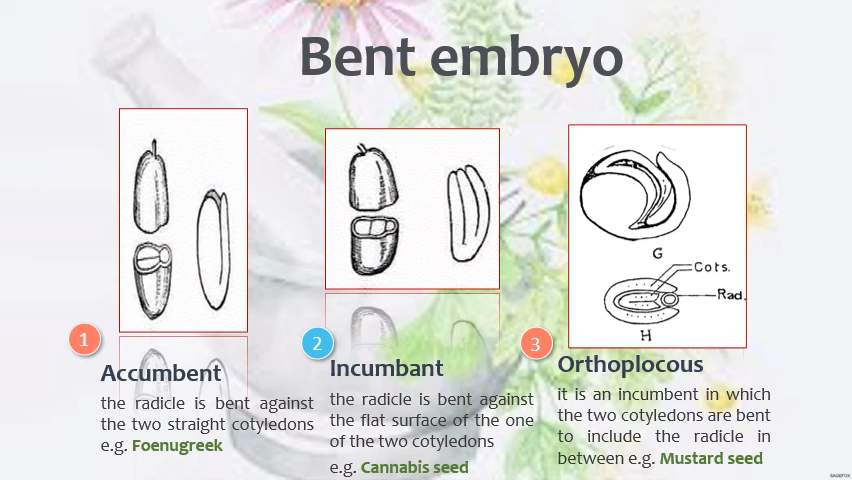 Bent embryo
G
Cots.
Rad.
H
1
Accumbent
the radicle is bent against
the two straight cotyledons
e.g. Foenugreek
2
Incumbant
the radicle is bent against
the flat surface of the one
of the two cotyledons
e.g. Cannabis seed
3
Orthoplocous
it is an incumbent in which
the two cotyledons are bent
to include the radicle in
between e.g. Mustard seed
SAGEFOX